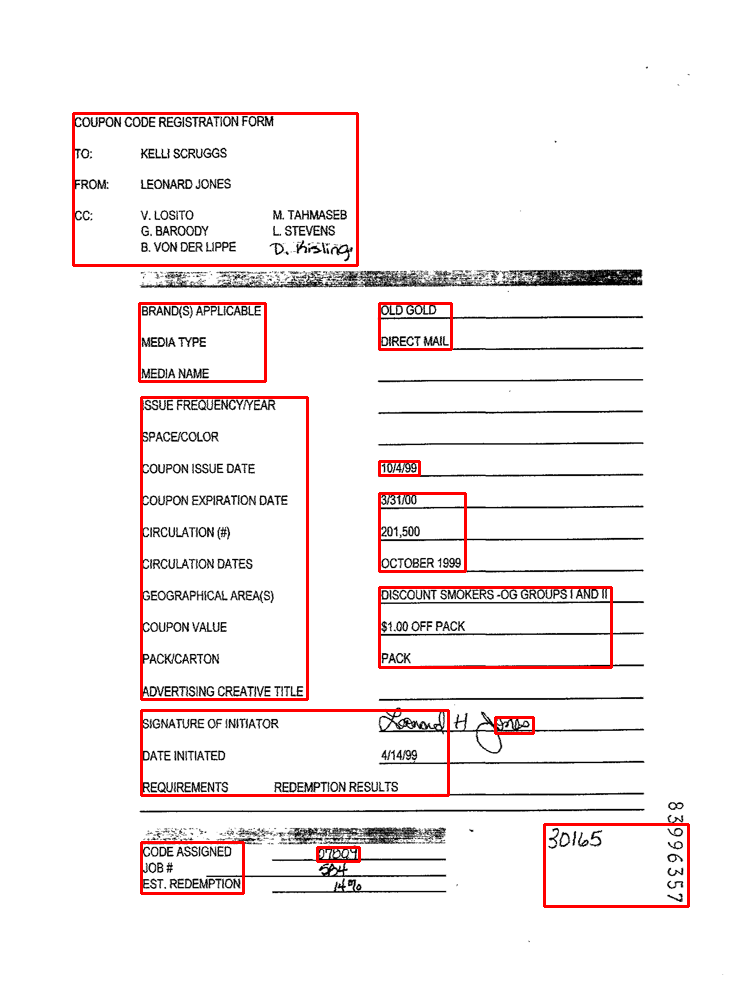 COUPON CODE REGISTRATION FORM
TO: KELLI SCRUGGS
FROM: LEONARD JONES
CC: V. LOSITO M. TAHMASEB
G. BAROODY L. STEVENS
B. VON DER LIPPE D. Kisling
BRAND(S) APPLICABLE OLD GOLD
MEDIA TYPE DIRECT MAIL
MEDIA NAME
ISSUE FREQUENCY/YEAR
SPACE/COLOR
COUPON ISSUE DATE 10/4/99
COUPON EXPIRATION DATE 3/31/00
CIRCULATION (#) 201,500
CIRCULATION DATES OCTOBER 1999
GEOGRAPHICAL AREA(S) DISCOUNT SMOKERS -OG GROUPS I AND II
COUPON VALUE $1.00 OFF PACK
PACK/CARTON PACK
ADVERTISING CREATIVE TITLE
SIGNATURE OF INITIATOR Leonard H Jones
DATE INITIATED 4/14/99
REQUIREMENTS REDEMPTION RESULTS
CODE ASSIGNED
JOB # 584
EST. REDEMPTION 14%
30165
83996357